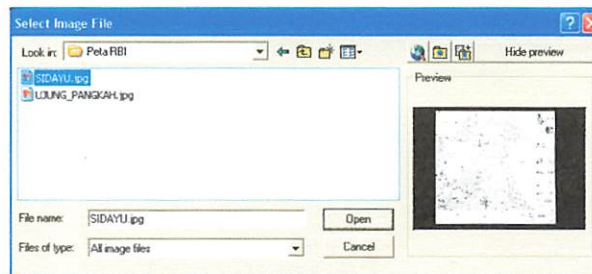 Select Image File
Look in: Peta RBI
Hide preview
SIDAYU.jpg
UJUNG_PANGKAH.jpg
Preview
File name: SIDAYU.jpg
Open
Files of type: All image files
Cancel